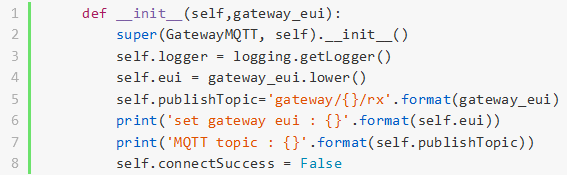 1 def __init__(self,gateway_eui):
2 super(GatewayMQTT, self).__init__()
3 self.logger = logging.getLogger()
4 self.eui = gateway_eui.lower()
5 self.publishTopic='gateway/{}/rx'.format(gateway_eui)
6 print('set gateway eui : {}'.format(self.eui))
7 print('MQTT topic : {}'.format(self.publishTopic))
8 self.connectSuccess = False